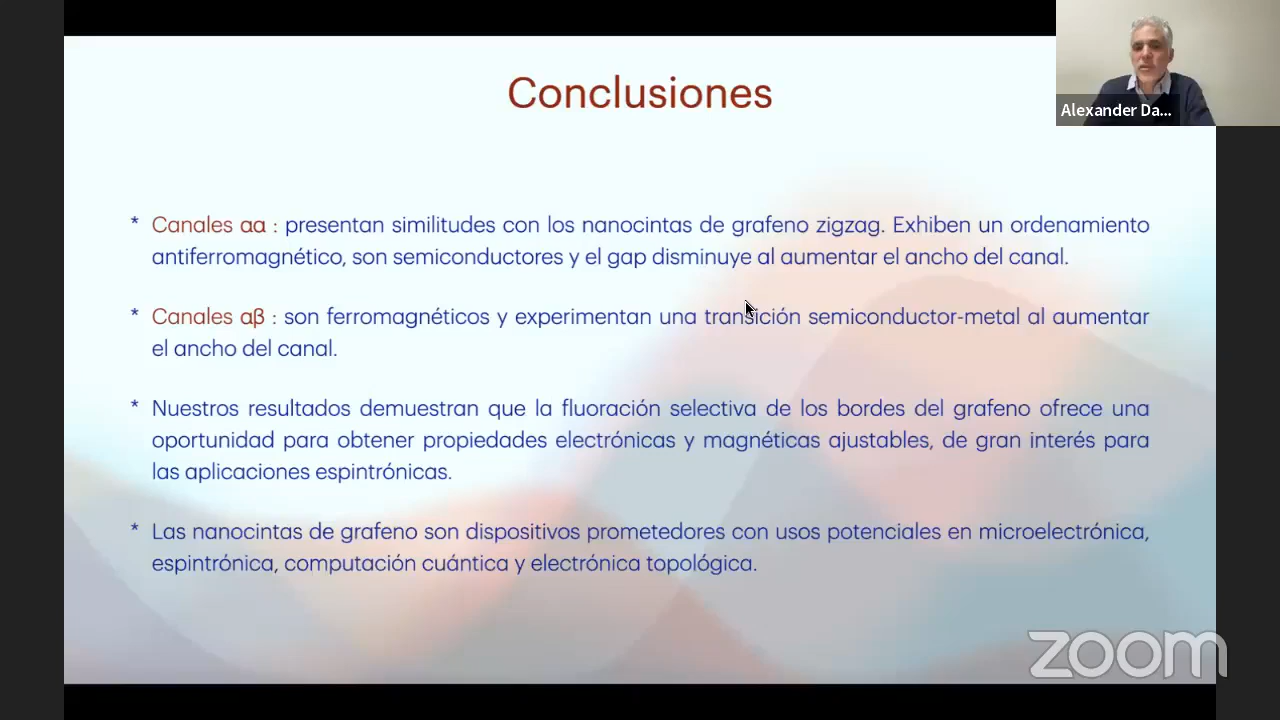 Conclusiones
Alexander Da...
* Canales αα : presentan similitudes con los nanocintas de grafeno zigzag. Exhiben un ordenamiento
antiferromagnético, son semiconductores y el gap disminuye al aumentar el ancho del canal.
* Canales αβ : son ferromagnéticos y experimentan una transición semiconductor-metal al aumentar
el ancho del canal.
* Nuestros resultados demuestran que la fluoración selectiva de los bordes del grafeno ofrece una
oportunidad para obtener propiedades electrónicas y magnéticas ajustables, de gran interés para
las aplicaciones espintrónicas.
* Las nanocintas de grafeno son dispositivos prometedores con usos potenciales en microelectrónica,
espintrónica, computación cuántica y electrónica topológica.
zoom